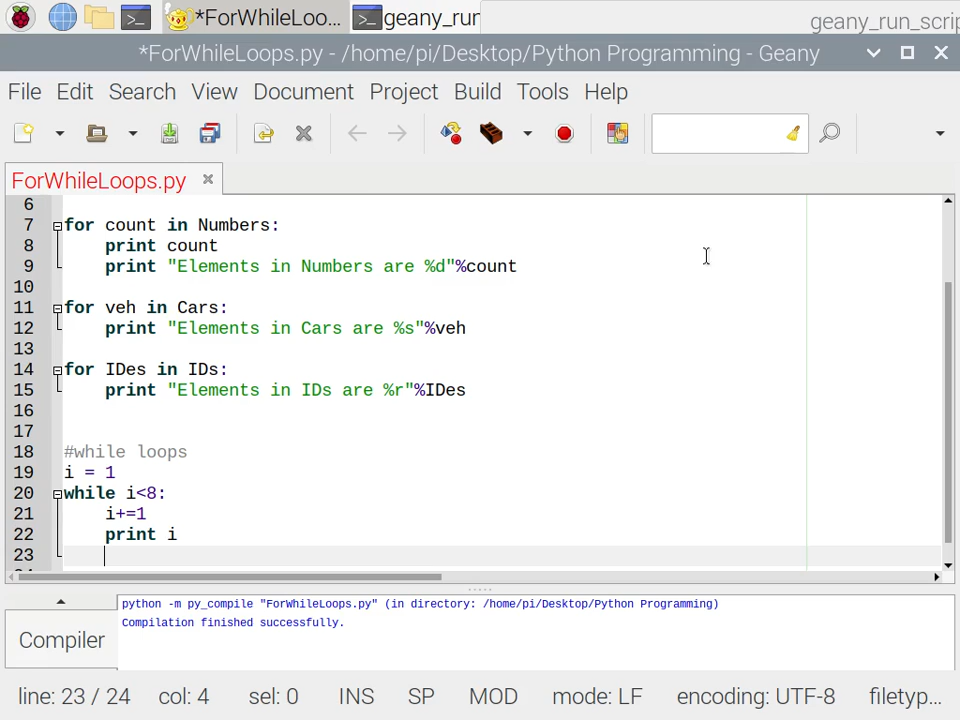 *ForWhileLoo...
geany_run
geany_run_scrip
*ForWhileLoops.py - /home/pi/Desktop/Python Programming - Geany
File Edit Search View Document Project Build Tools Help
ForWhileLoops.py
6
7 for count in Numbers:
8 print count
9 print "Elements in Numbers are %d"%count
10
11 for veh in Cars:
12 print "Elements in Cars are %s"%veh
13
14 for IDes in IDs:
15 print "Elements in IDs are %r"%IDes
16
17
18 #while loops
19 i = 1
20 while i<8:
21 i+=1
22 print i
23
python -m py_compile "ForWhileLoops.py" (in directory: /home/pi/Desktop/Python Programming)
Compilation finished successfully.
Compiler
line: 23 / 24 col: 4 sel: 0 INS SP MOD mode: LF encoding: UTF-8 filetyp...